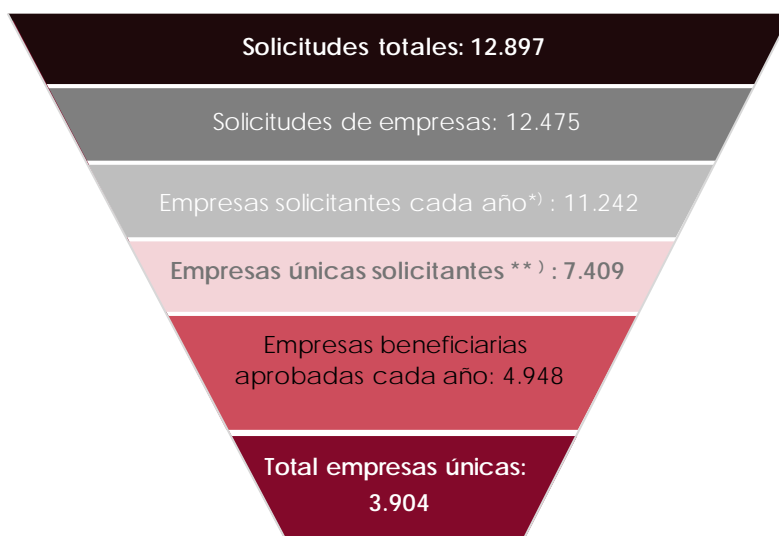 Solicitudes totales: 12.897
Solicitudes de empresas: 12.475
Empresas solicitantes cada año*) : 11.242
Empresas únicas solicitantes **) : 7.409
Empresas beneficiarias
aprobadas cada año: 4.948
Total empresas únicas:
3.904